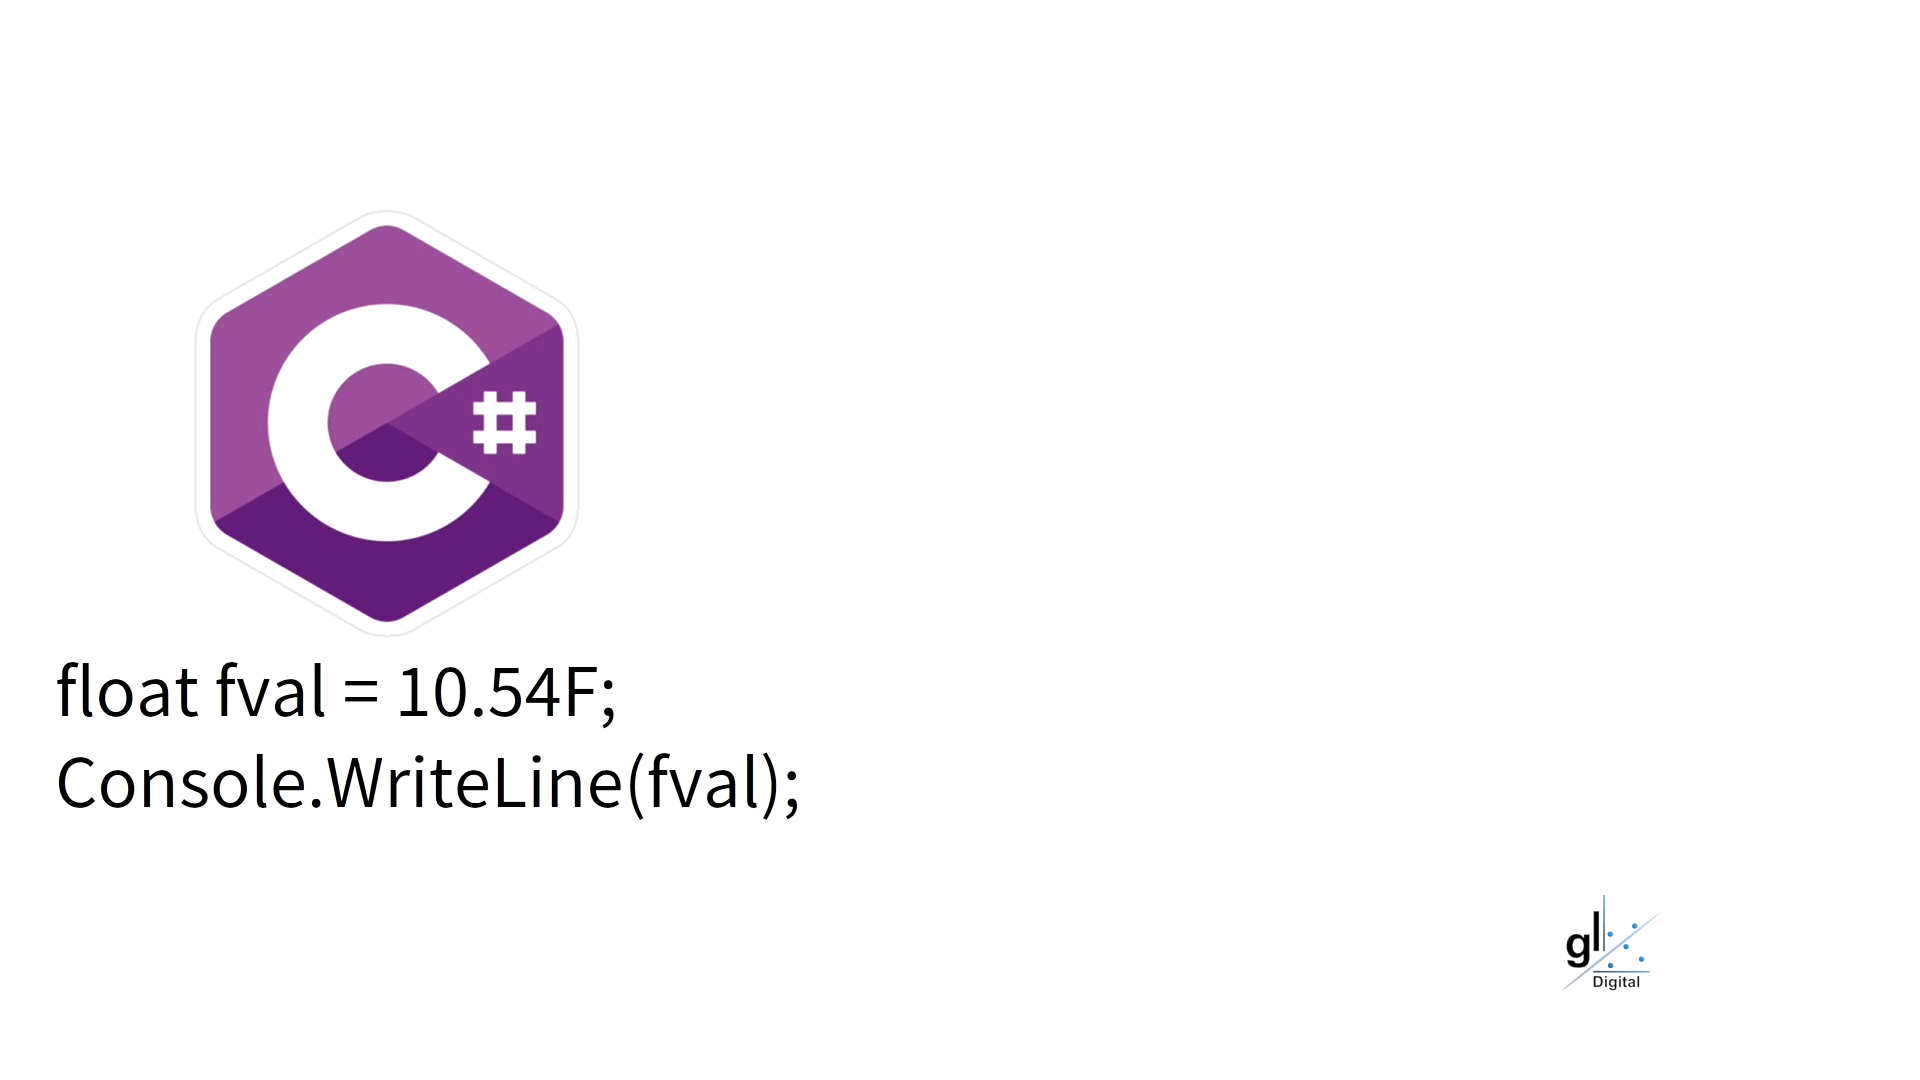 C#
float fval = 10.54F;
Console.WriteLine(fval);
gl
Digital